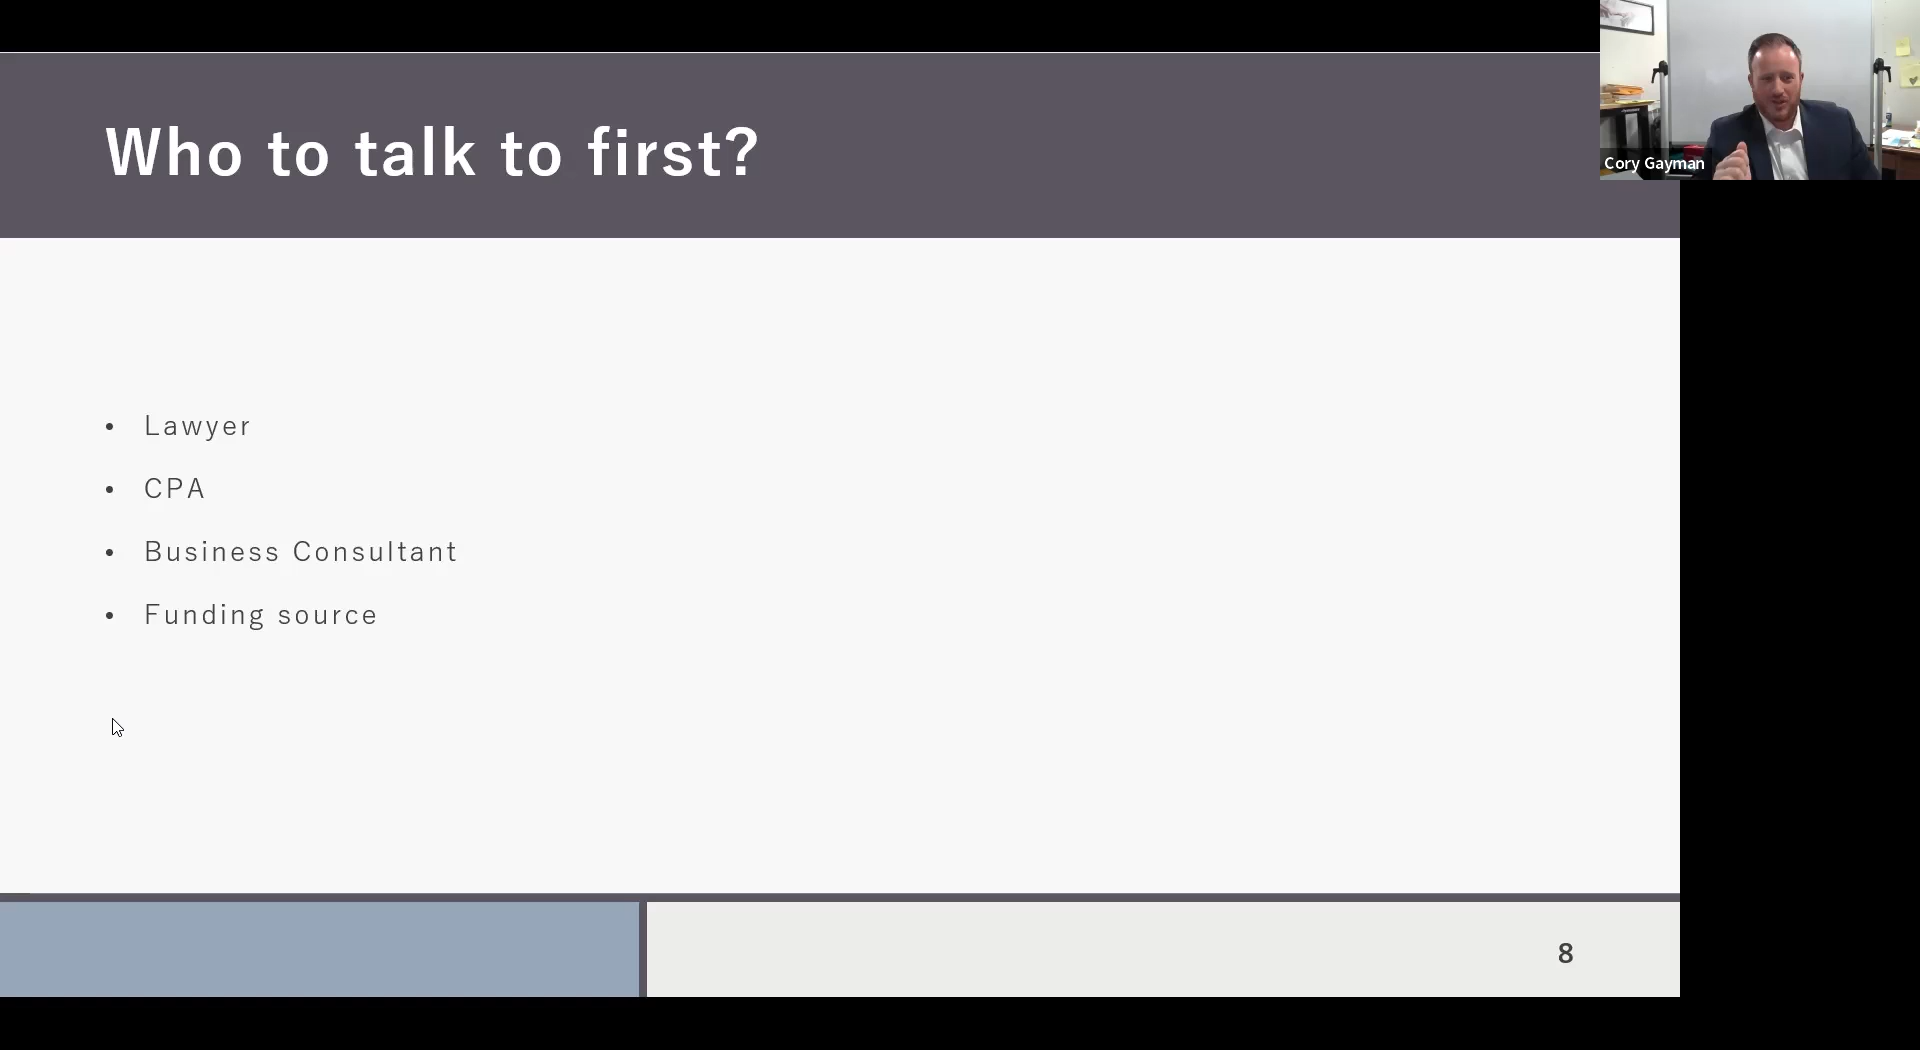 Who to talk to first?
Cory Gayman
• Lawyer
• CPA
• Business Consultant
• Funding source
8